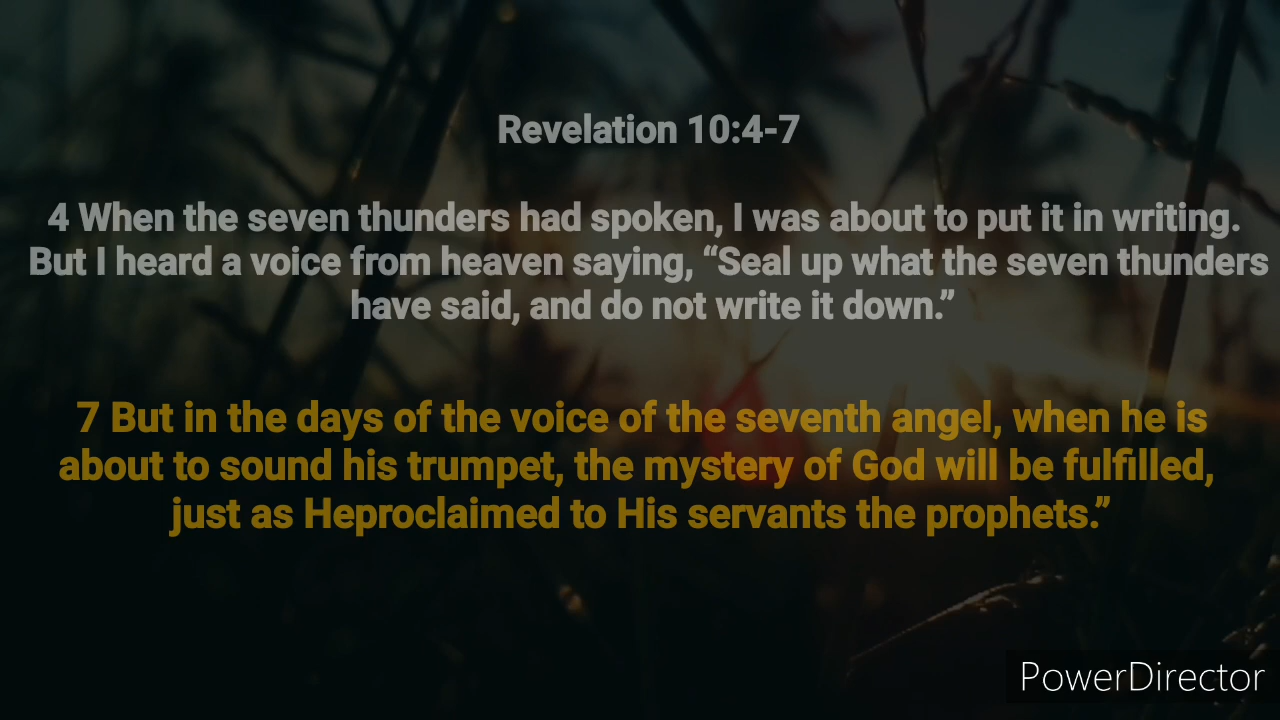 Revelation 10:4-7
4 When the seven thunders had spoken, I was about to put it in writing.
But I heard a voice from heaven saying, “Seal up what the seven thunders
have said, and do not write it down.”
7 But in the days of the voice of the seventh angel, when he is
about to sound his trumpet, the mystery of God will be fulfilled,
just as Heproclaimed to His servants the prophets.”
PowerDirector